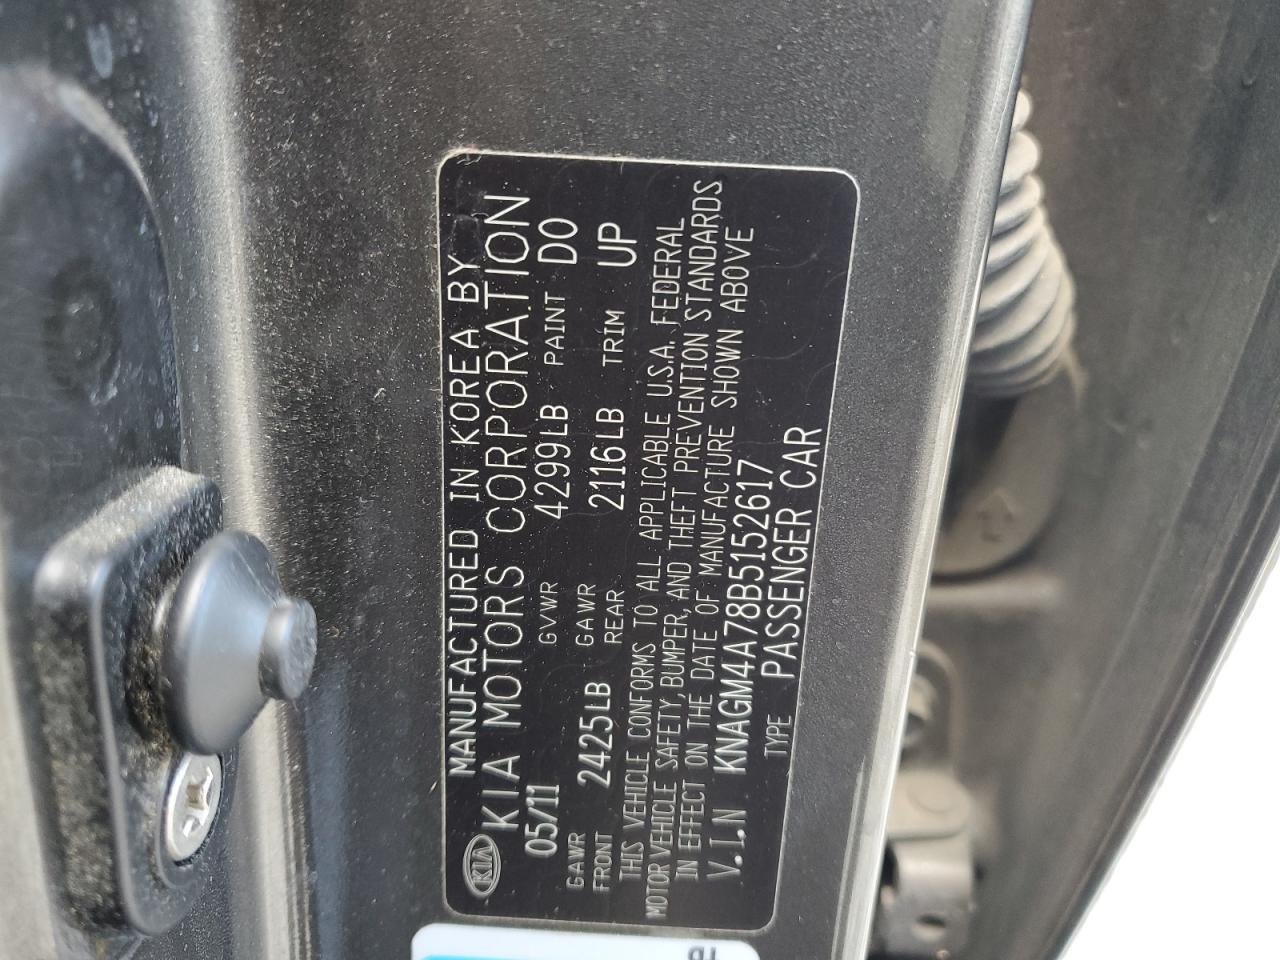 MANUFACTURED IN KOREA BY
KIA KIA MOTORS CORPORATION
05/11 GVWR 4299LB PAINT D0
GAWR FRONT 2425LB GAWR REAR 2116LB TRIM UP
THIS VEHICLE CONFORMS TO ALL APPLICABLE U.S.A. FEDERAL
MOTOR VEHICLE SAFETY, BUMPER, AND THEFT PREVENTION STANDARDS
IN EFFECT ON THE DATE OF MANUFACTURE SHOWN ABOVE
V.I.N KNAGM4A78B5152617
TYPE PASSENGER CAR